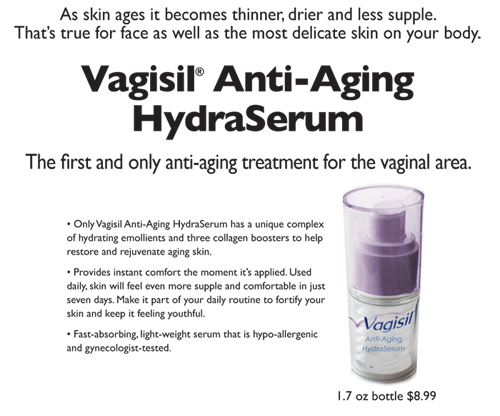 As skin ages it becomes thinner, drier and less supple.
That's true for face as well as the most delicate skin on your body.
Vagisil® Anti-Aging
HydraSerum
The first and only anti-aging treatment for the vaginal area.
• Only Vagisil Anti-Aging HydraSerum has a unique complex
of hydrating emollients and three collagen boosters to help
restore and rejuvenate aging skin.
• Provides instant comfort the moment it's applied. Used
daily, skin will feel even more supple and comfortable in just
seven days. Make it part of your daily routine to fortify your
skin and keep it feeling youthful.
• Fast-absorbing, light-weight serum that is hypo-allergenic
and gynecologist-tested.
Vagisil
Anti-Aging
HydraSerum
1.7 oz bottle $8.99